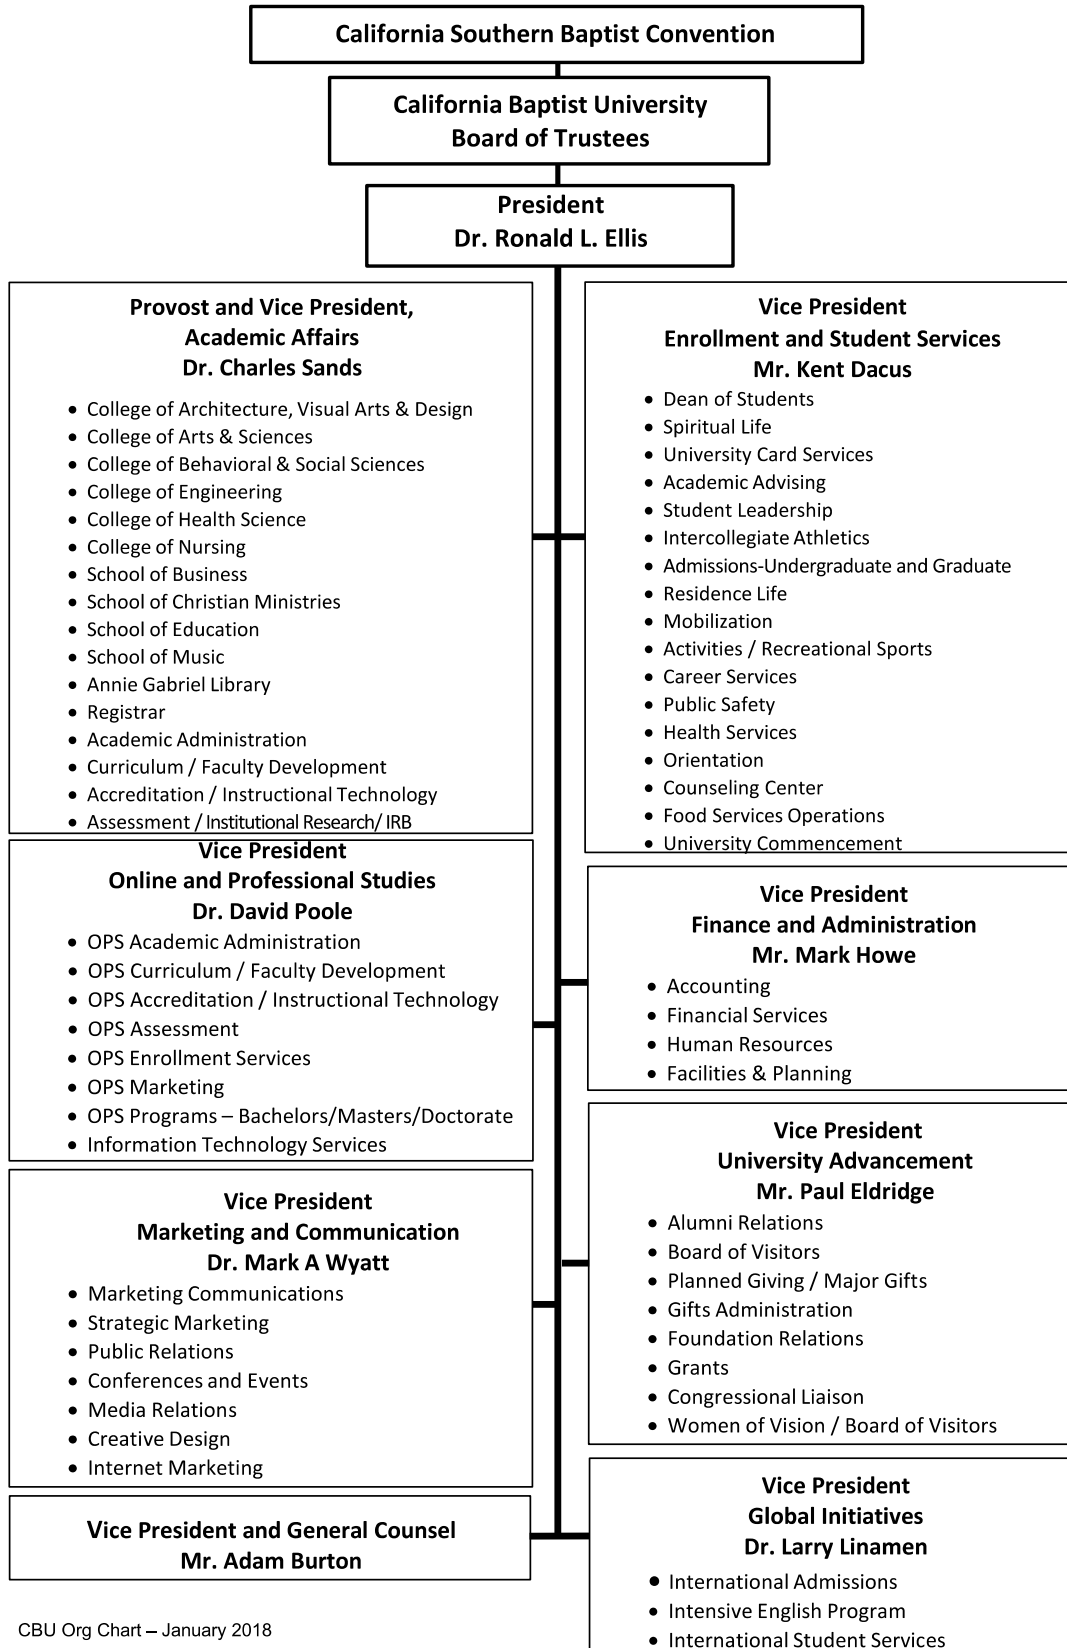 California Southern Baptist Convention
California Baptist University
Board of Trustees
President
Dr. Ronald L. Ellis
Provost and Vice President,
Academic Affairs
Dr. Charles Sands
• College of Architecture, Visual Arts & Design
• College of Arts & Sciences
• College of Behavioral & Social Sciences
• College of Engineering
• College of Health Science
• College of Nursing
• School of Business
• School of Christian Ministries
• School of Education
• School of Music
• Annie Gabriel Library
• Registrar
• Academic Administration
• Curriculum / Faculty Development
• Accreditation / Instructional Technology
• Assessment / Institutional Research/ IRB
Vice President
Enrollment and Student Services
Mr. Kent Dacus
• Dean of Students
• Spiritual Life
• University Card Services
• Academic Advising
• Student Leadership
• Intercollegiate Athletics
• Admissions-Undergraduate and Graduate
• Residence Life
• Mobilization
• Activities / Recreational Sports
• Career Services
• Public Safety
• Health Services
• Orientation
• Counseling Center
• Food Services Operations
• University Commencement
Vice President
Online and Professional Studies
Dr. David Poole
• OPS Academic Administration
• OPS Curriculum / Faculty Development
• OPS Accreditation / Instructional Technology
• OPS Assessment
• OPS Enrollment Services
• OPS Marketing
• OPS Programs – Bachelors/Masters/Doctorate
• Information Technology Services
Vice President
Finance and Administration
Mr. Mark Howe
• Accounting
• Financial Services
• Human Resources
• Facilities & Planning
Vice President
University Advancement
Mr. Paul Eldridge
• Alumni Relations
• Board of Visitors
• Planned Giving / Major Gifts
• Gifts Administration
• Foundation Relations
• Grants
• Congressional Liaison
• Women of Vision / Board of Visitors
Vice President
Marketing and Communication
Dr. Mark A Wyatt
• Marketing Communications
• Strategic Marketing
• Public Relations
• Conferences and Events
• Media Relations
• Creative Design
• Internet Marketing
Vice President and General Counsel
Mr. Adam Burton
Vice President
Global Initiatives
Dr. Larry Linamen
• International Admissions
• Intensive English Program
• International Student Services
CBU Org Chart – January 2018